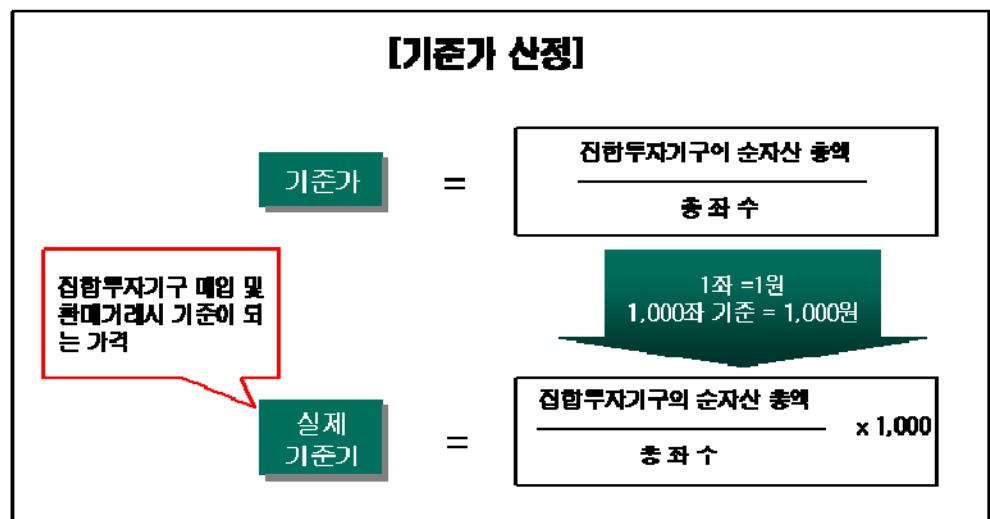 [기준가 산정]
기준가
=
집합투자기구이 순자산 총액
총 좌 수
집합투자기구 매입 및
판매거래시 기준이 되
는 가격
1좌 =1원
1,000좌 기준 = 1,000원
실제
기준기
=
집합투자기구의 순자산 총액
총 좌 수
x 1,000